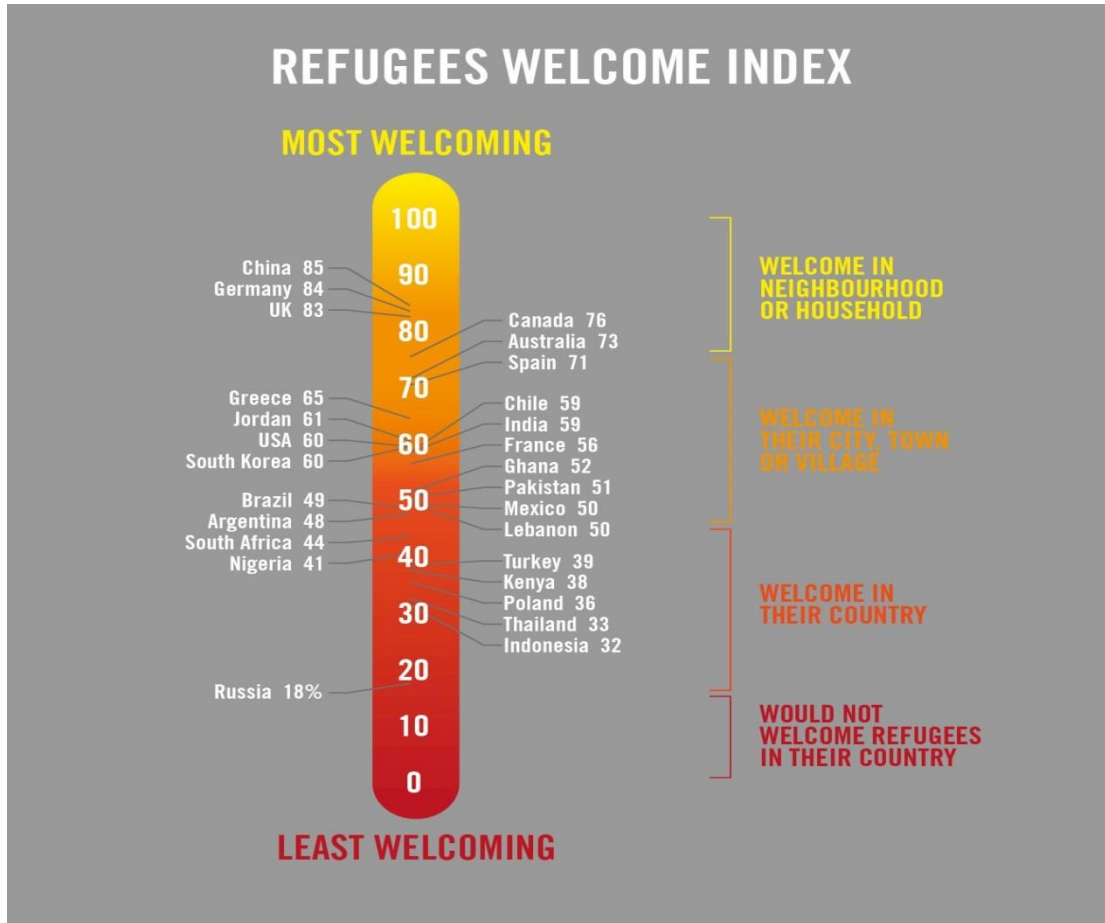 REFUGEES WELCOME INDEX
MOST WELCOMING
100
90
80
70
60
50
40
30
20
10
0
China 85
Germany 84
UK 83
Greece 65
Jordan 61
USA 60
South Korea 60
Brazil 49
Argentina 48
South Africa 44
Nigeria 41
Russia 18%
Canada 76
Australia 73
Spain 71
Chile 59
India 59
France 56
Ghana 52
Pakistan 51
Mexico 50
Lebanon 50
Turkey 39
Kenya 38
Poland 36
Thailand 33
Indonesia 32
WELCOME IN
NEIGHBOURHOOD
OR HOUSEHOLD
WELCOME IN
THEIR CITY, TOWN
OR VILLAGE
WELCOME IN
THEIR COUNTRY
WOULD NOT
WELCOME REFUGEES
IN THEIR COUNTRY
LEAST WELCOMING